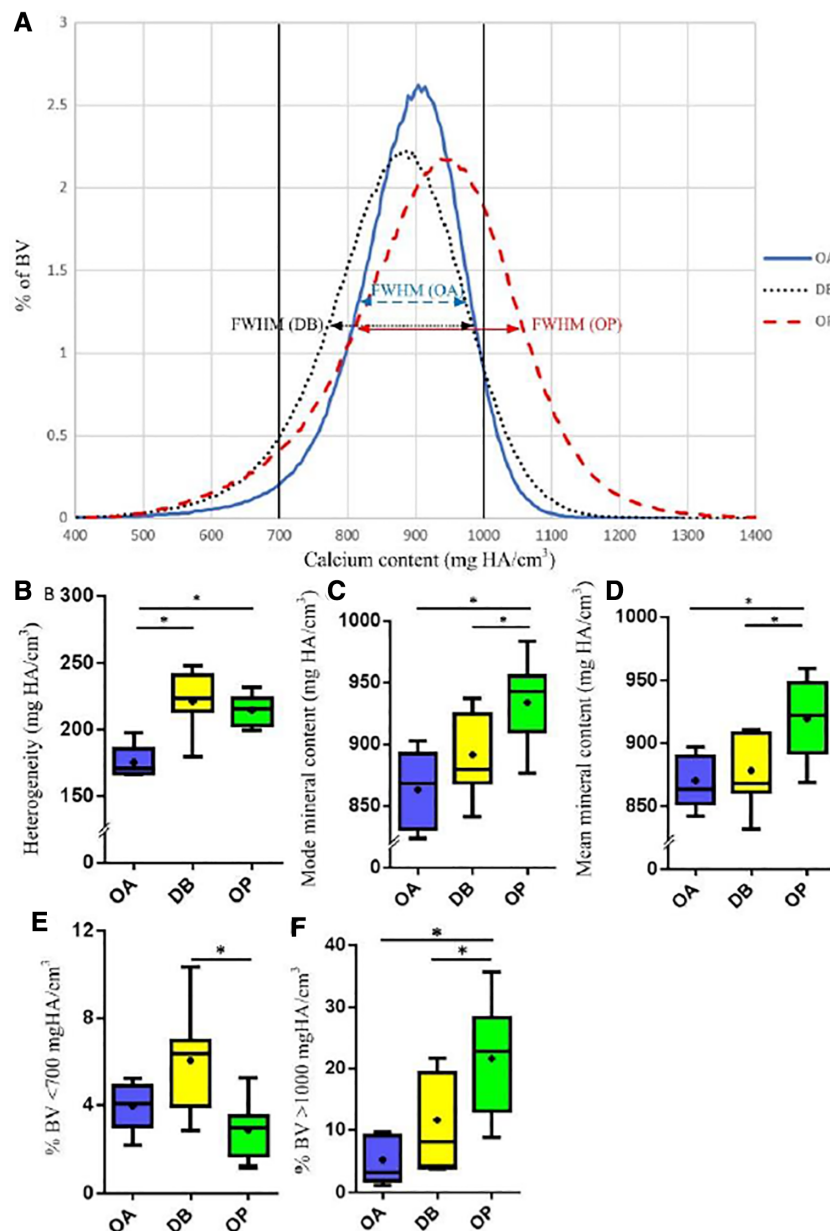 A
3
2.5
2
1.5
1
0.5
0
% of BV
FWHM (OA)
FWHM (DB)
FWHM (OP)
OA
DB
OP
400 500 600 700 800 900 1000 1100 1200 1300 1400
Calcium content (mg HA/cm³)
B
B
300
250
200
150
0
Heterogeneity (mg HA/cm³)
*
*
OA DB OP
C
1000
950
900
850
0
Mode mineral content (mg HA/cm³)
*
*
OA DB OP
D
1000
950
900
850
0
Mean mineral content (mg HA/cm³)
*
*
OA DB OP
E
12
8
4
0
% BV <700 mgHA/cm³
*
OA DB OP
F
40
30
20
10
0
% BV >1000 mgHA/cm³
*
*
OA DB OP